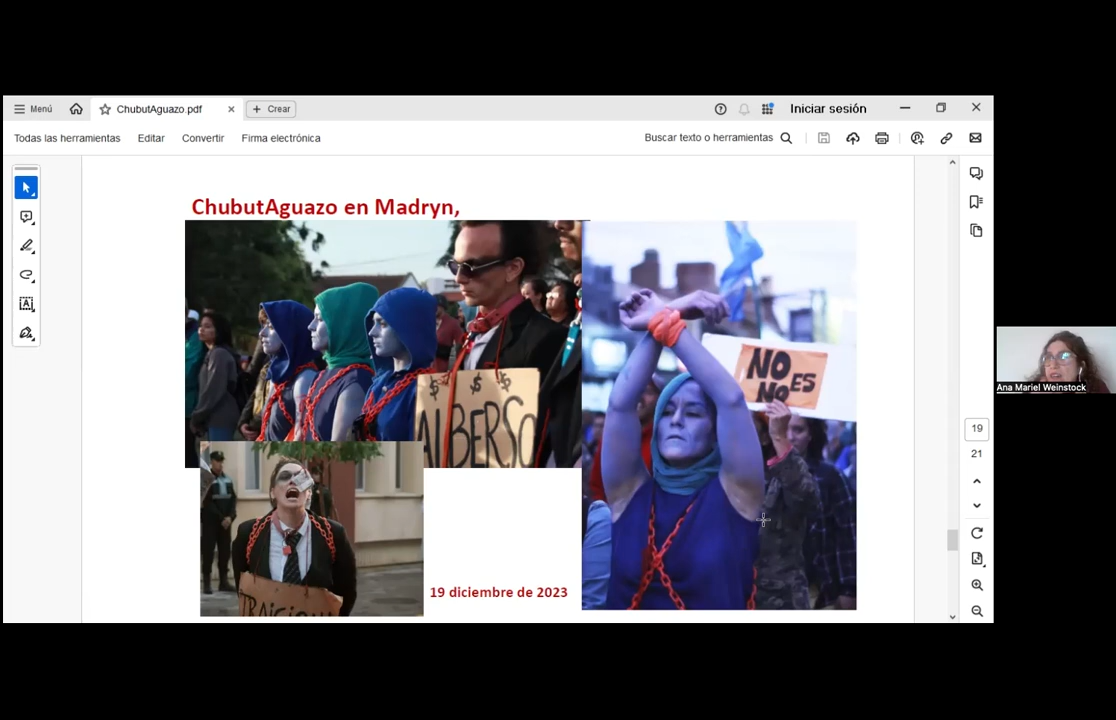 Menú
ChubutAguazo.pdf
Crear
Iniciar sesión
Todas las herramientas
Editar
Convertir
Firma electrónica
Buscar texto o herramientas
ChubutAguazo en Madryn,
$ $ $
ALBERSO
NO ES
NO
TRAICION
19 diciembre de 2023
19
21
Ana Mariel Weinstock